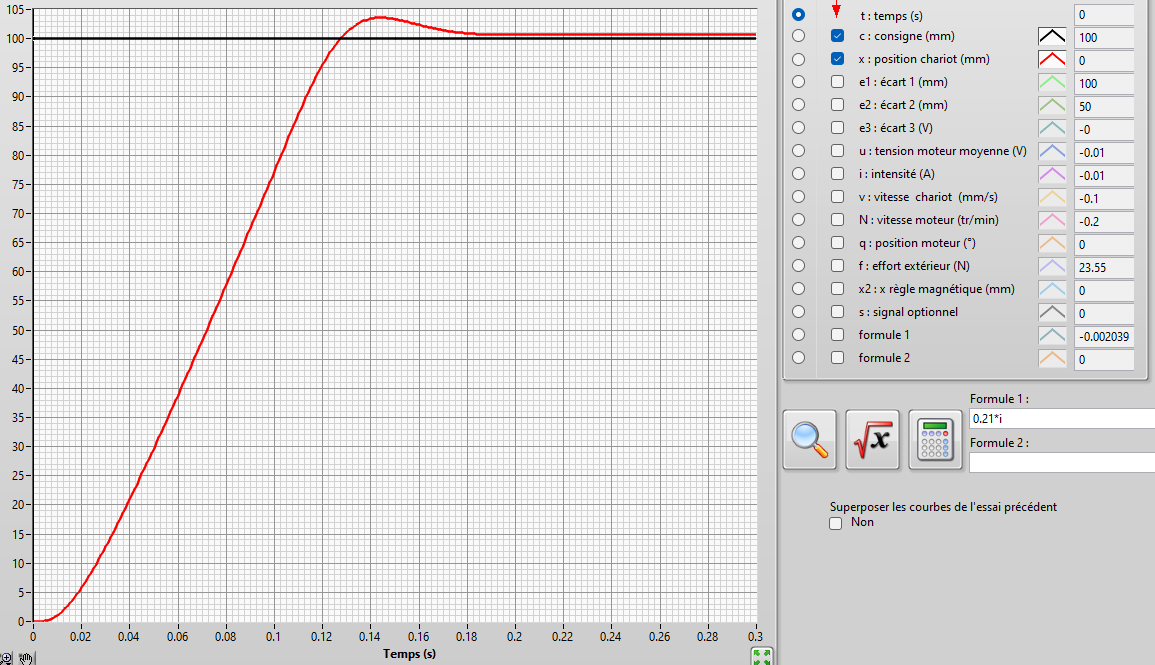 105
100
95
90
85
80
75
70
65
60
55
50
45
40
35
30
25
20
15
10
5
0
0 0.02 0.04 0.06 0.08 0.1 0.12 0.14 0.16 0.18 0.2 0.22 0.24 0.26 0.28 0.3
Temps (s)
t : temps (s) 0
c : consigne (mm) 100
x : position chariot (mm) 0
e1 : écart 1 (mm) 100
e2 : écart 2 (mm) 50
e3 : écart 3 (V) -0
u : tension moteur moyenne (V) -0.01
i : intensité (A) -0.01
v : vitesse chariot (mm/s) -0.1
N : vitesse moteur (tr/min) -0.2
q : position moteur (°) 0
f : effort extérieur (N) 23.55
x2 : x règle magnétique (mm) 0
s : signal optionnel 0
formule 1 -0.002039
formule 2 0
Formule 1 :
0.21*i
Formule 2 :
√x
Superposer les courbes de l'essai précédent
Non